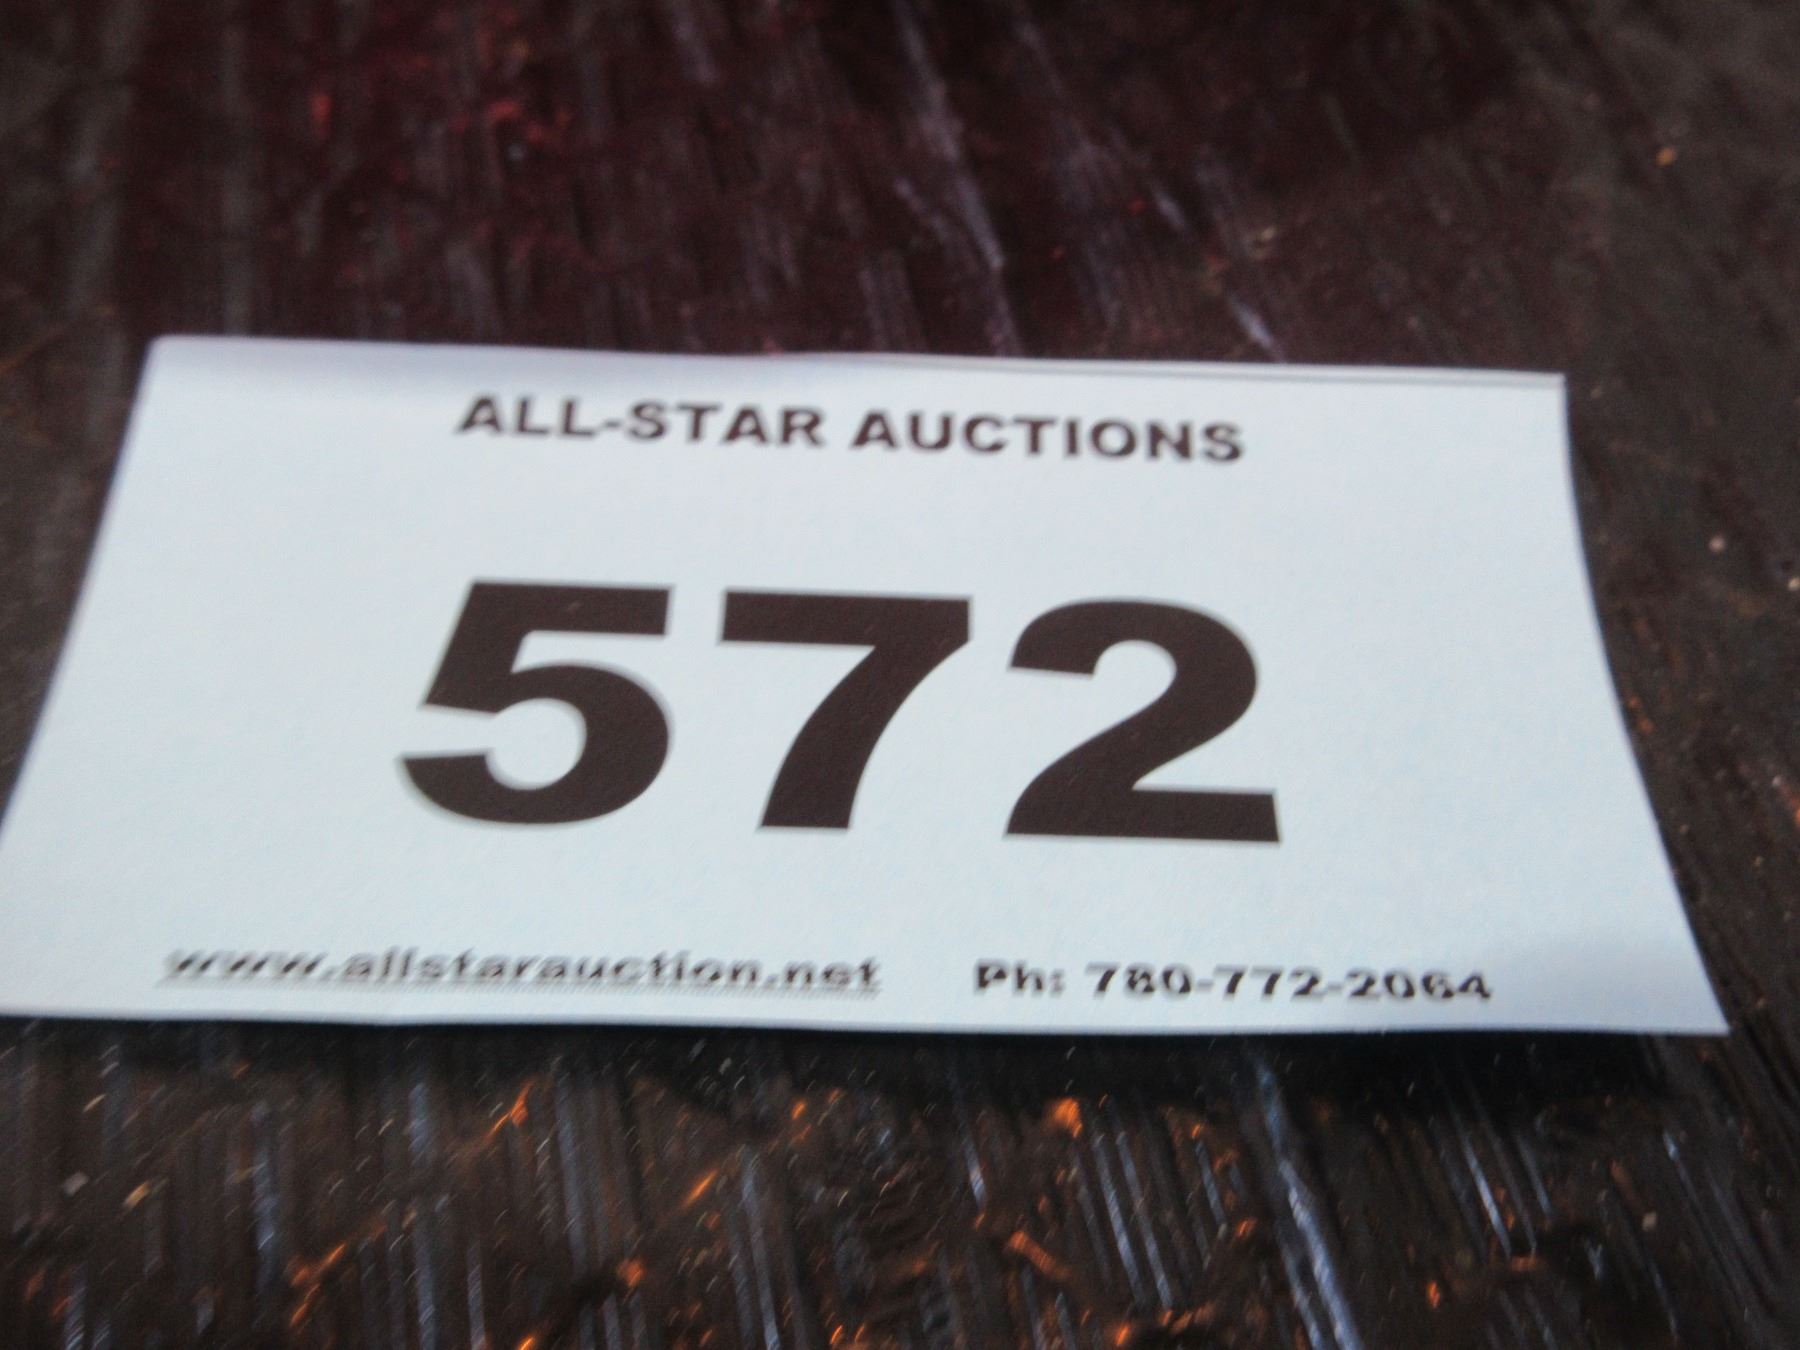 ALL-STAR AUCTIONS
572
www.allstarauction.net Ph: 780-772-2064